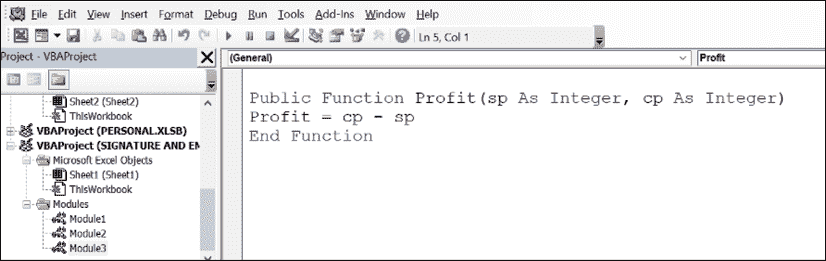 File Edit View Insert Format Debug Run Tools Add-Ins Window Help
Ln 5, Col 1
Project - VBAProject
(General)
Profit
Sheet2 (Sheet2)
ThisWorkbook
VBAProject (PERSONAL.XLSB)
VBAProject (SIGNATURE AND EN
Microsoft Excel Objects
Sheet1 (Sheet1)
ThisWorkbook
Modules
Module1
Module2
Module3
Public Function Profit(sp As Integer, cp As Integer)
Profit = cp - sp
End Function